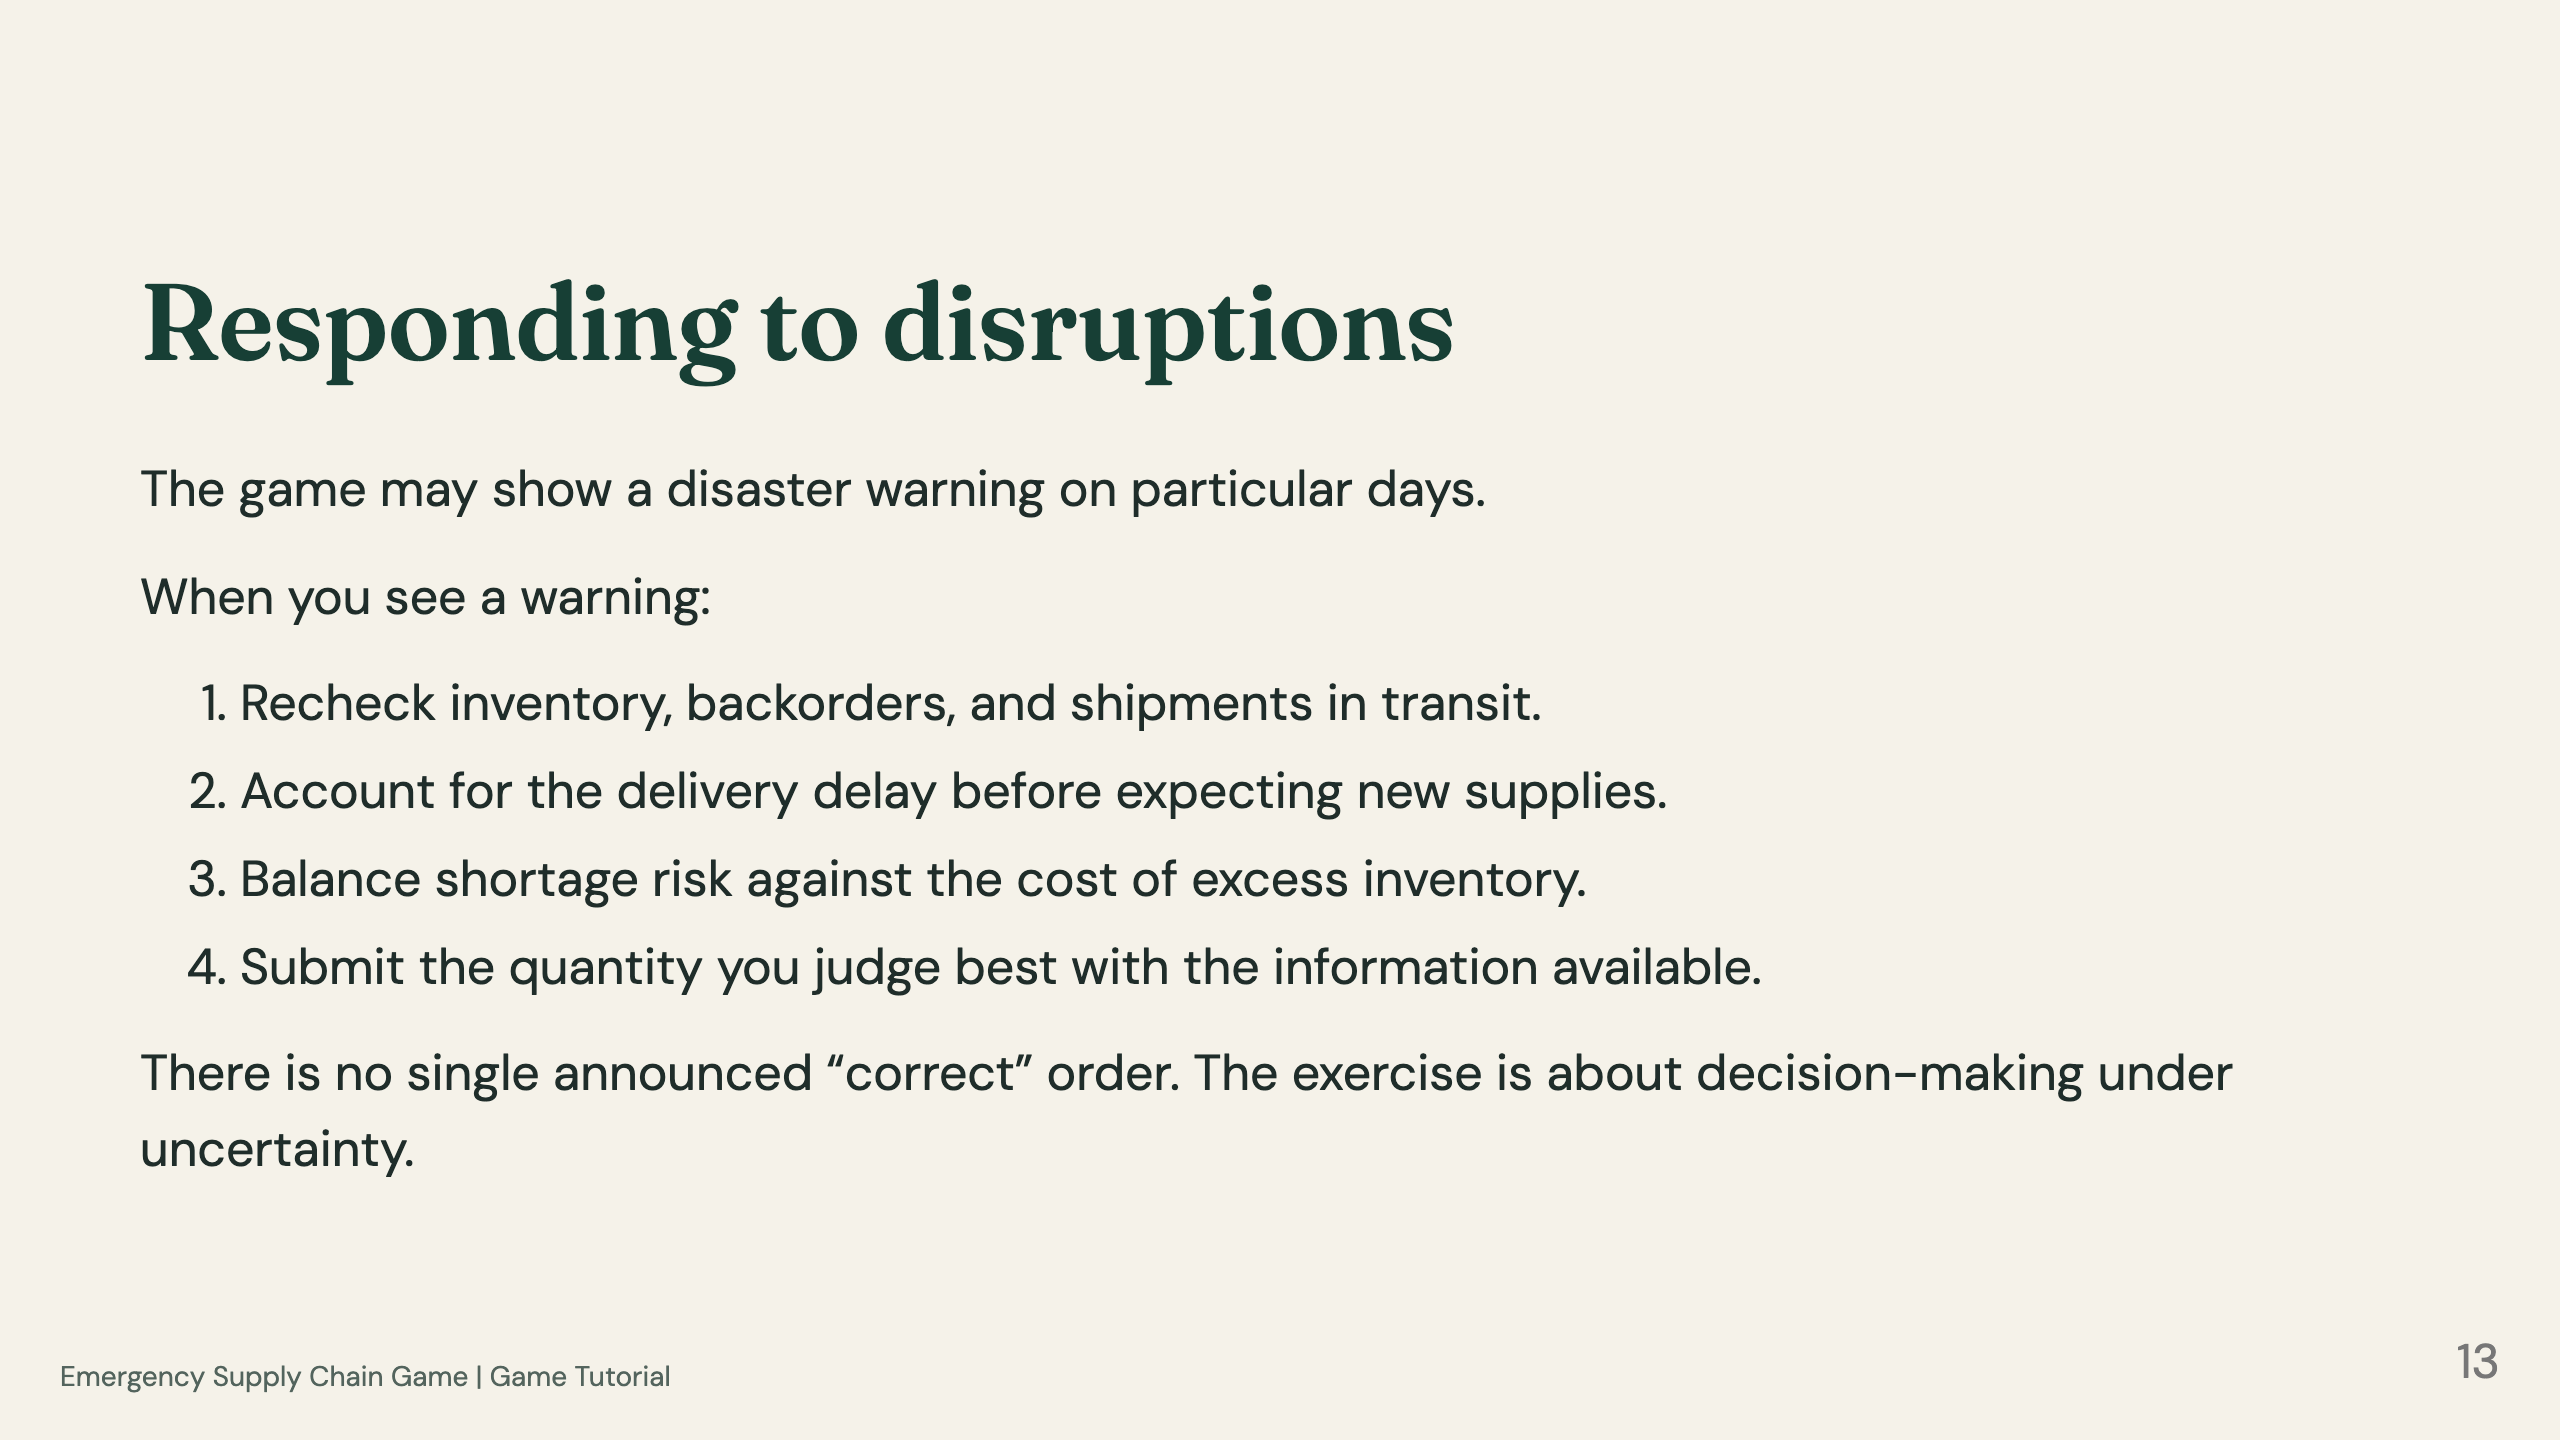 Responding to disruptions
The game may show a disaster warning on particular days.
When you see a warning:
1. Recheck inventory, backorders, and shipments in transit.
2. Account for the delivery delay before expecting new supplies.
3. Balance shortage risk against the cost of excess inventory.
4. Submit the quantity you judge best with the information available.
There is no single announced “correct” order. The exercise is about decision-making under
uncertainty.
Emergency Supply Chain Game | Game Tutorial
13